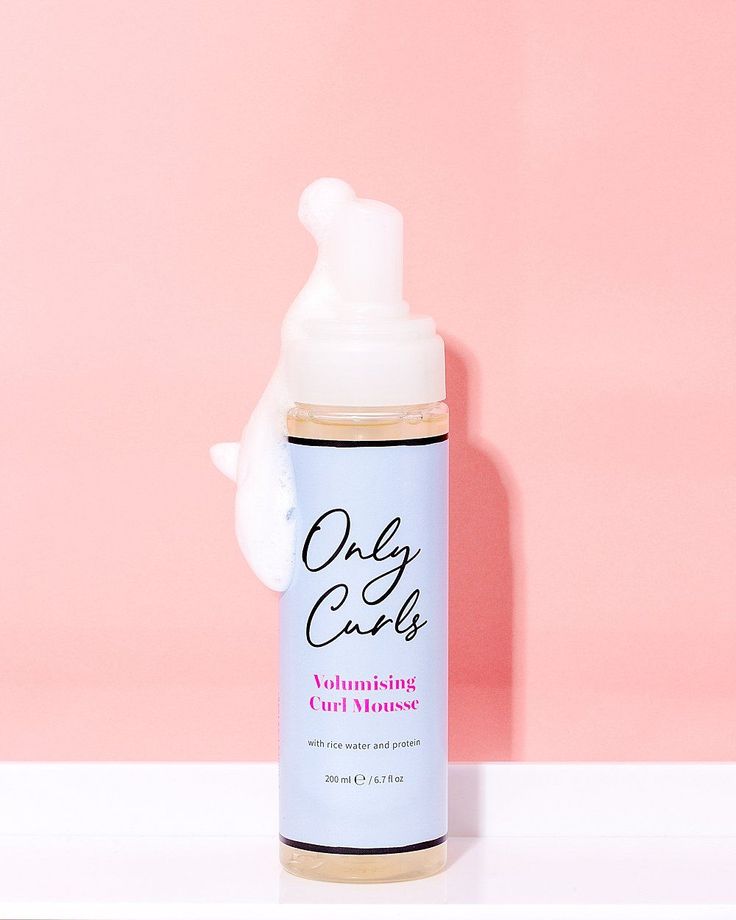 Only
Curls
Volumising
Curl Mousse
with rice water and protein
200 ml ℮ / 6.7 fl oz